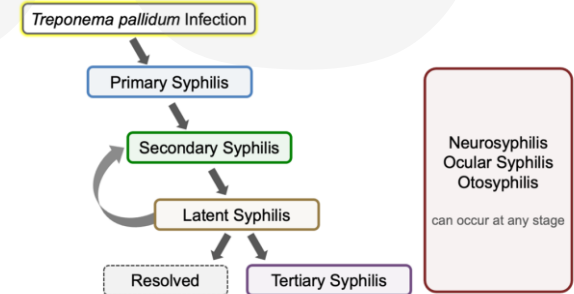 Treponema pallidum Infection
Primary Syphilis
Secondary Syphilis
Latent Syphilis
Resolved
Tertiary Syphilis
Neurosyphilis
Ocular Syphilis
Otosyphilis
can occur at any stage